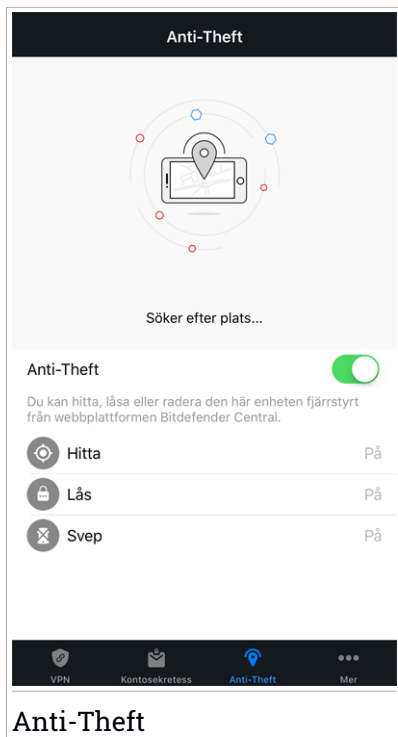 Anti-Theft
Söker efter plats...
Anti-Theft
Du kan hitta, låsa eller radera den här enheten fjärrstyrt
från webbplattformen Bitdefender Central.
Hitta På
Lås På
Svep På
VPN Kontosekretess Anti-Theft Mer
Anti-Theft